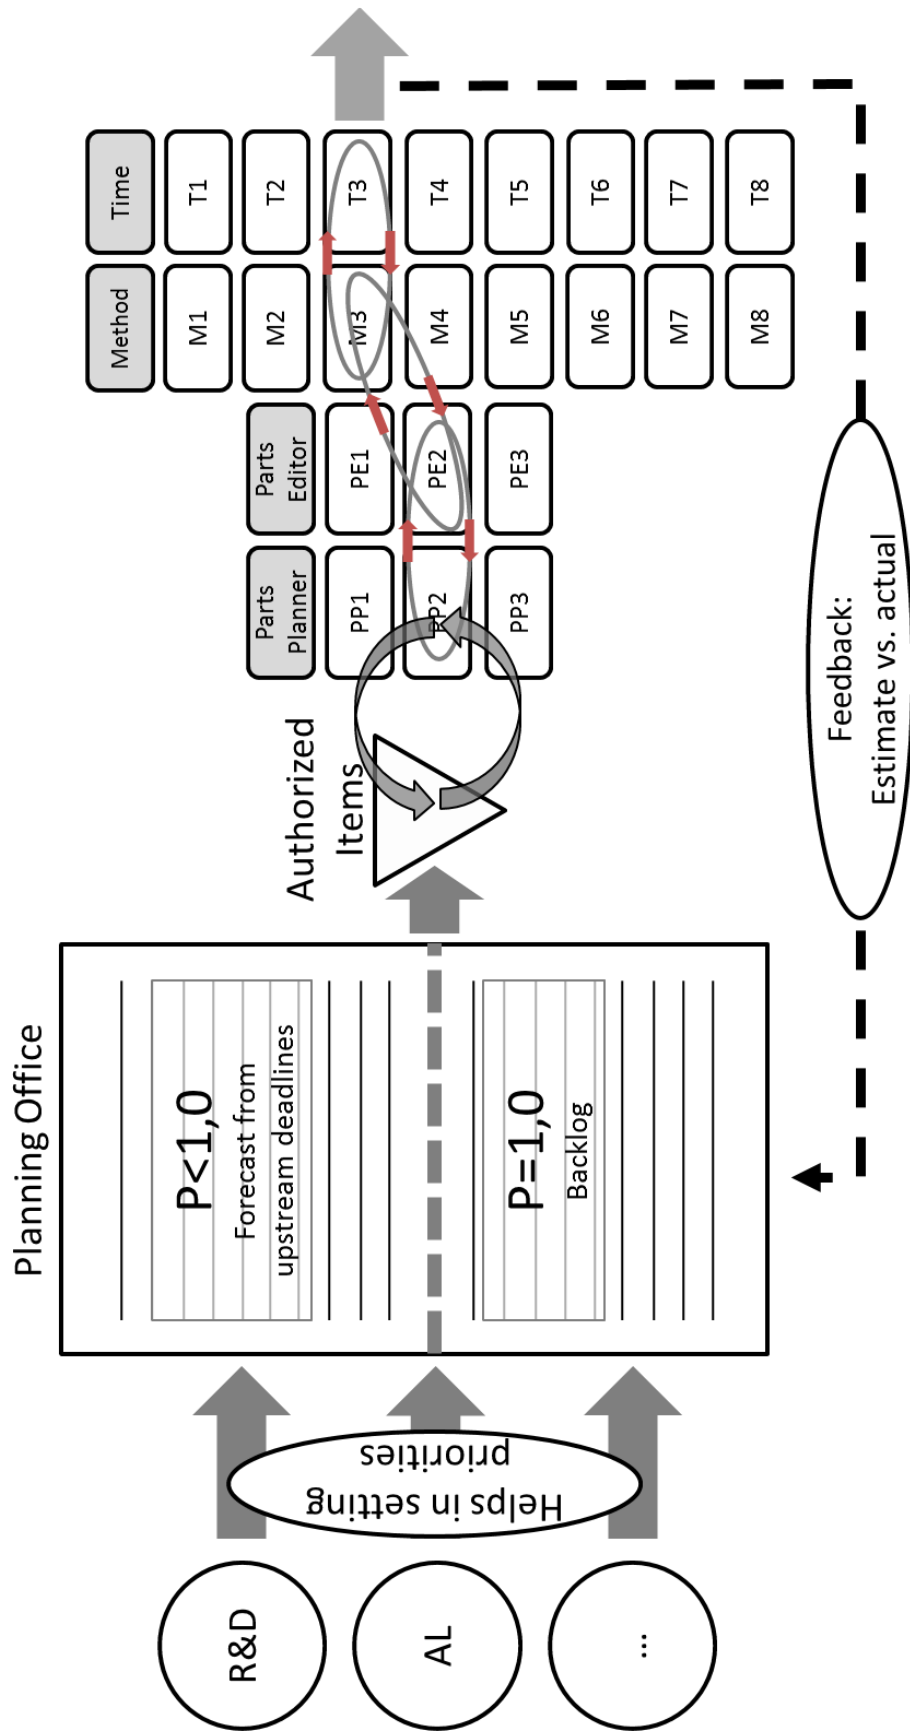 R&D
AL
...
Helps in setting
priorities
Planning Office
P<1,0
Forecast from
upstream deadlines
P=1,0
Backlog
Authorized
Items
Parts
Planner
PP1
PP2
PP3
Parts
Editor
PE1
PE2
PE3
Method
M1
M2
M3
M4
M5
M6
M7
M8
Time
T1
T2
T3
T4
T5
T6
T7
T8
Feedback:
Estimate vs. actual